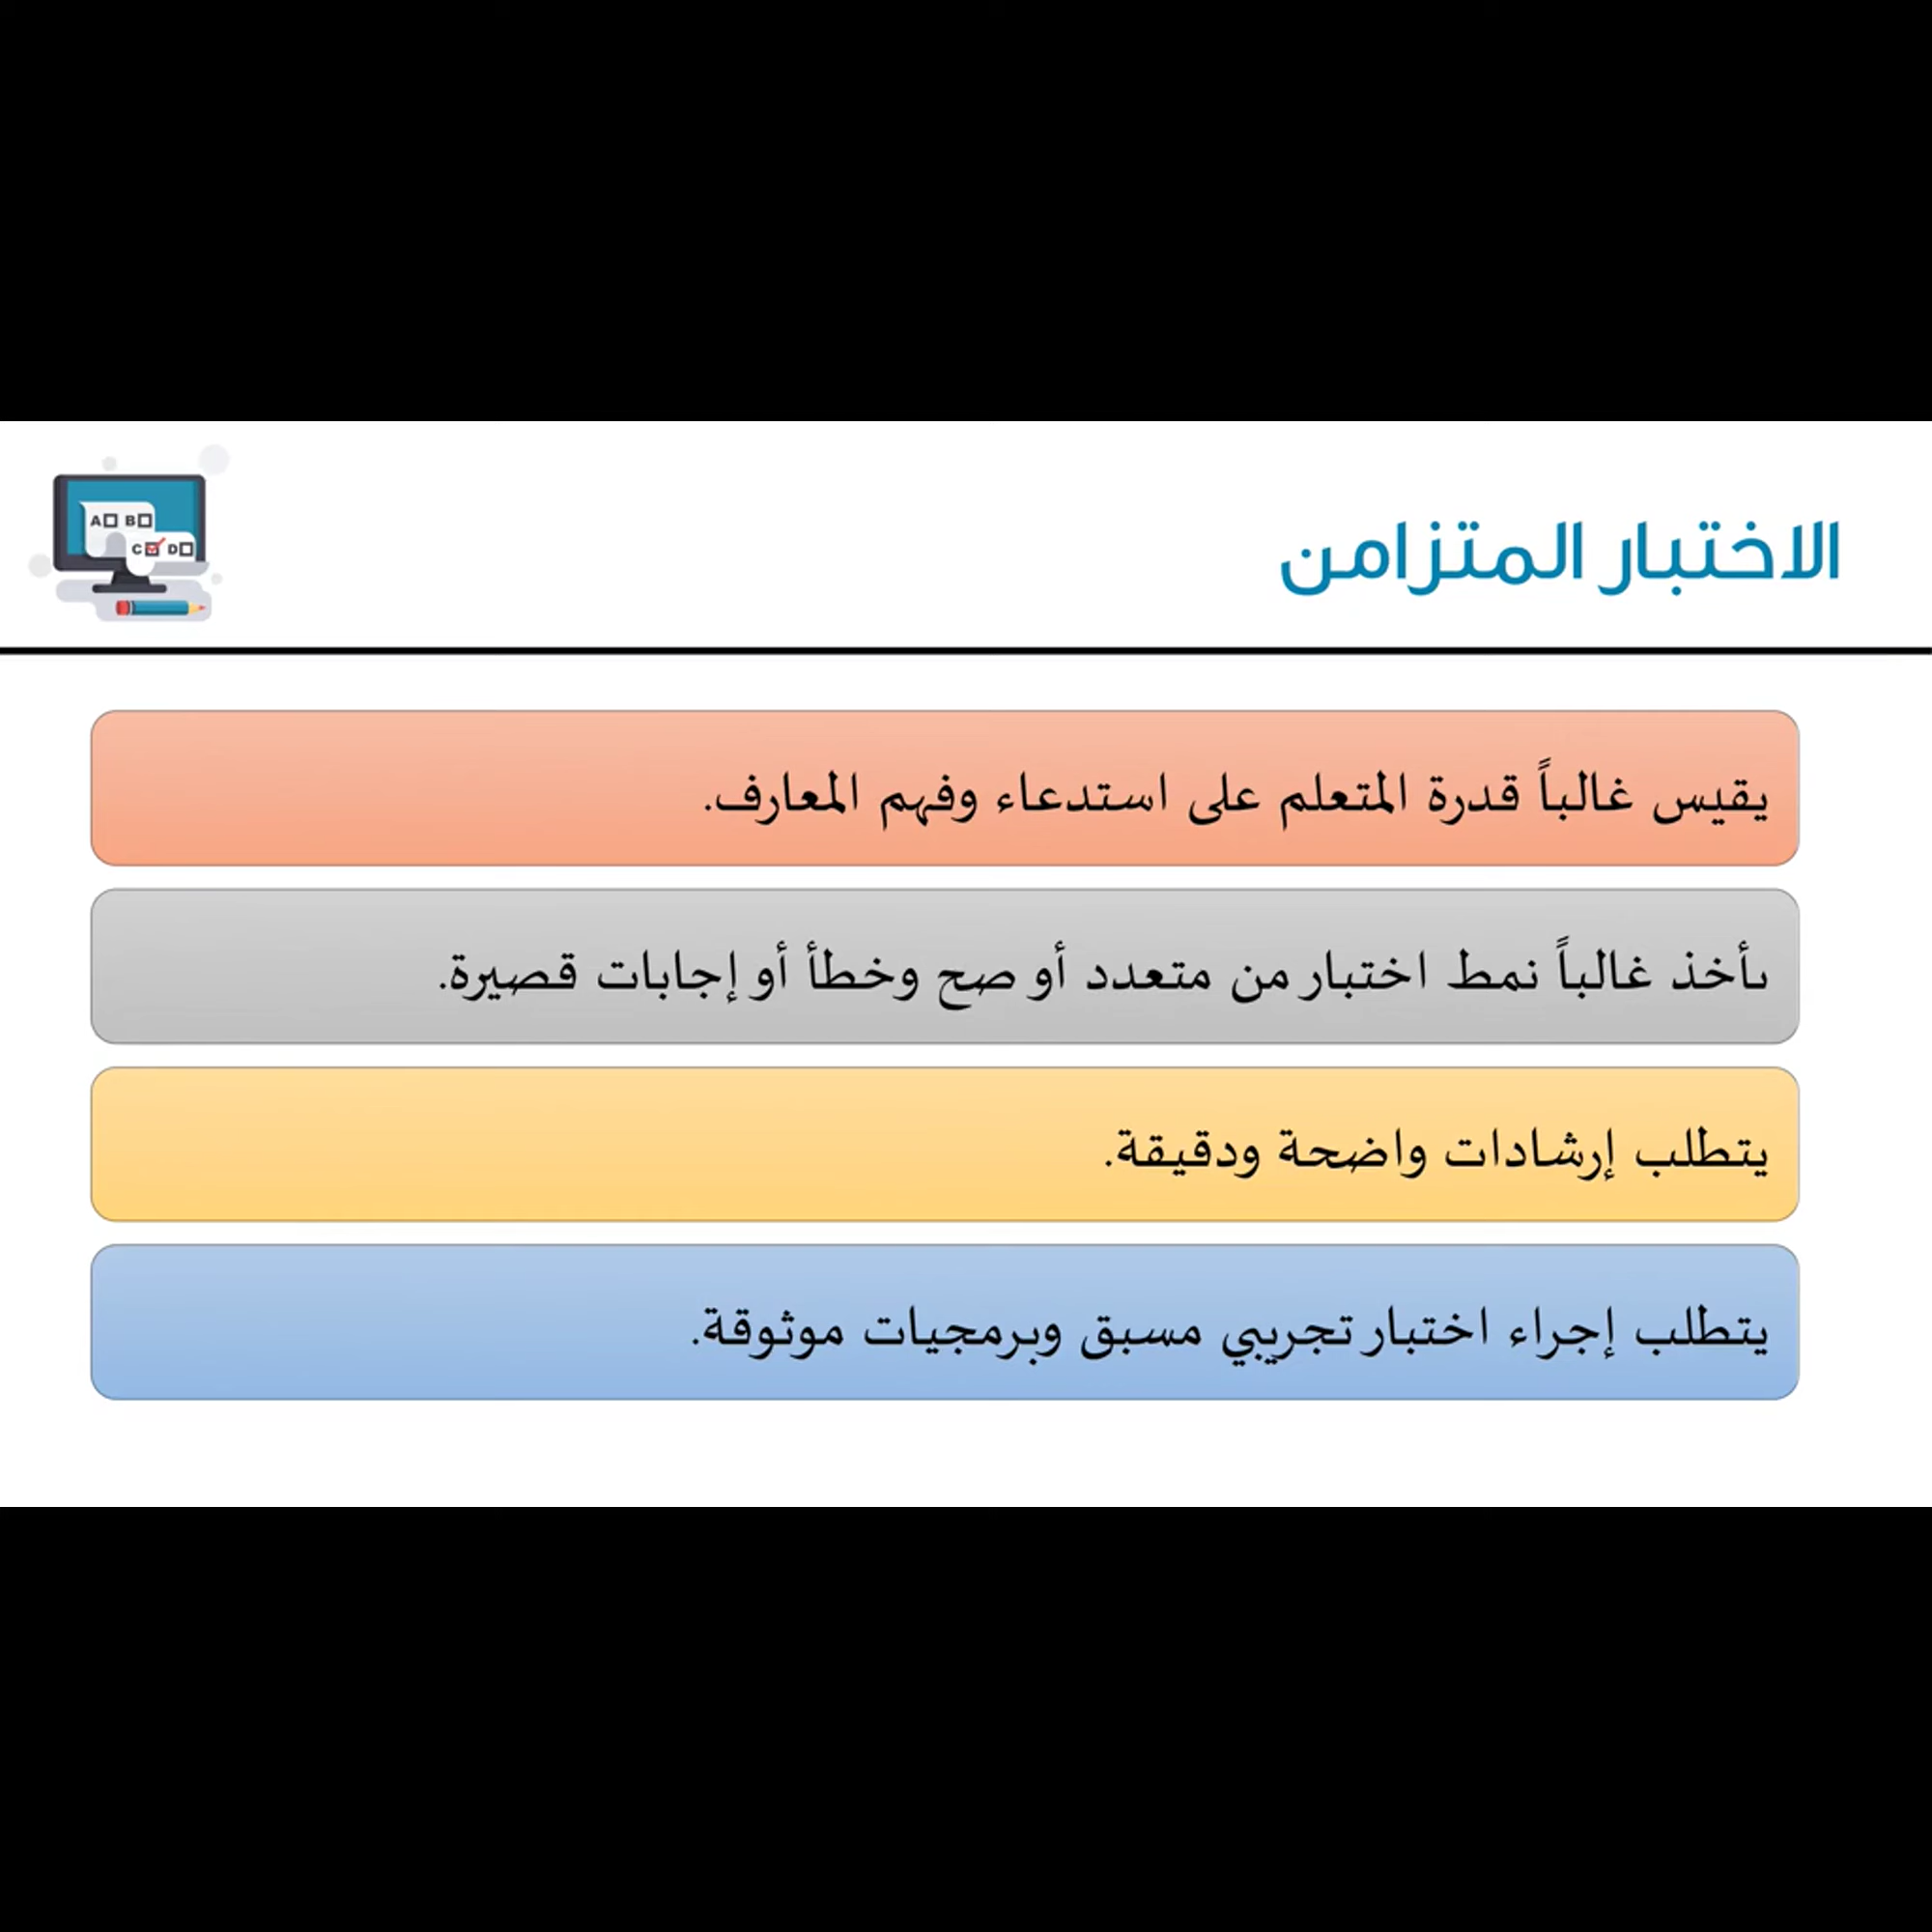 الاختبار المتزامن
A☐ B☐
C☑ D☐
يقيس غالباً قدرة المتعلم على استدعاء وفهم المعارف.
يأخذ غالباً نمط اختبار من متعدد أو صح وخطأ أو إجابات قصيرة.
يتطلب إرشادات واضحة ودقيقة.
يتطلب إجراء اختبار تجريبي مسبق وبرمجيات موثوقة.